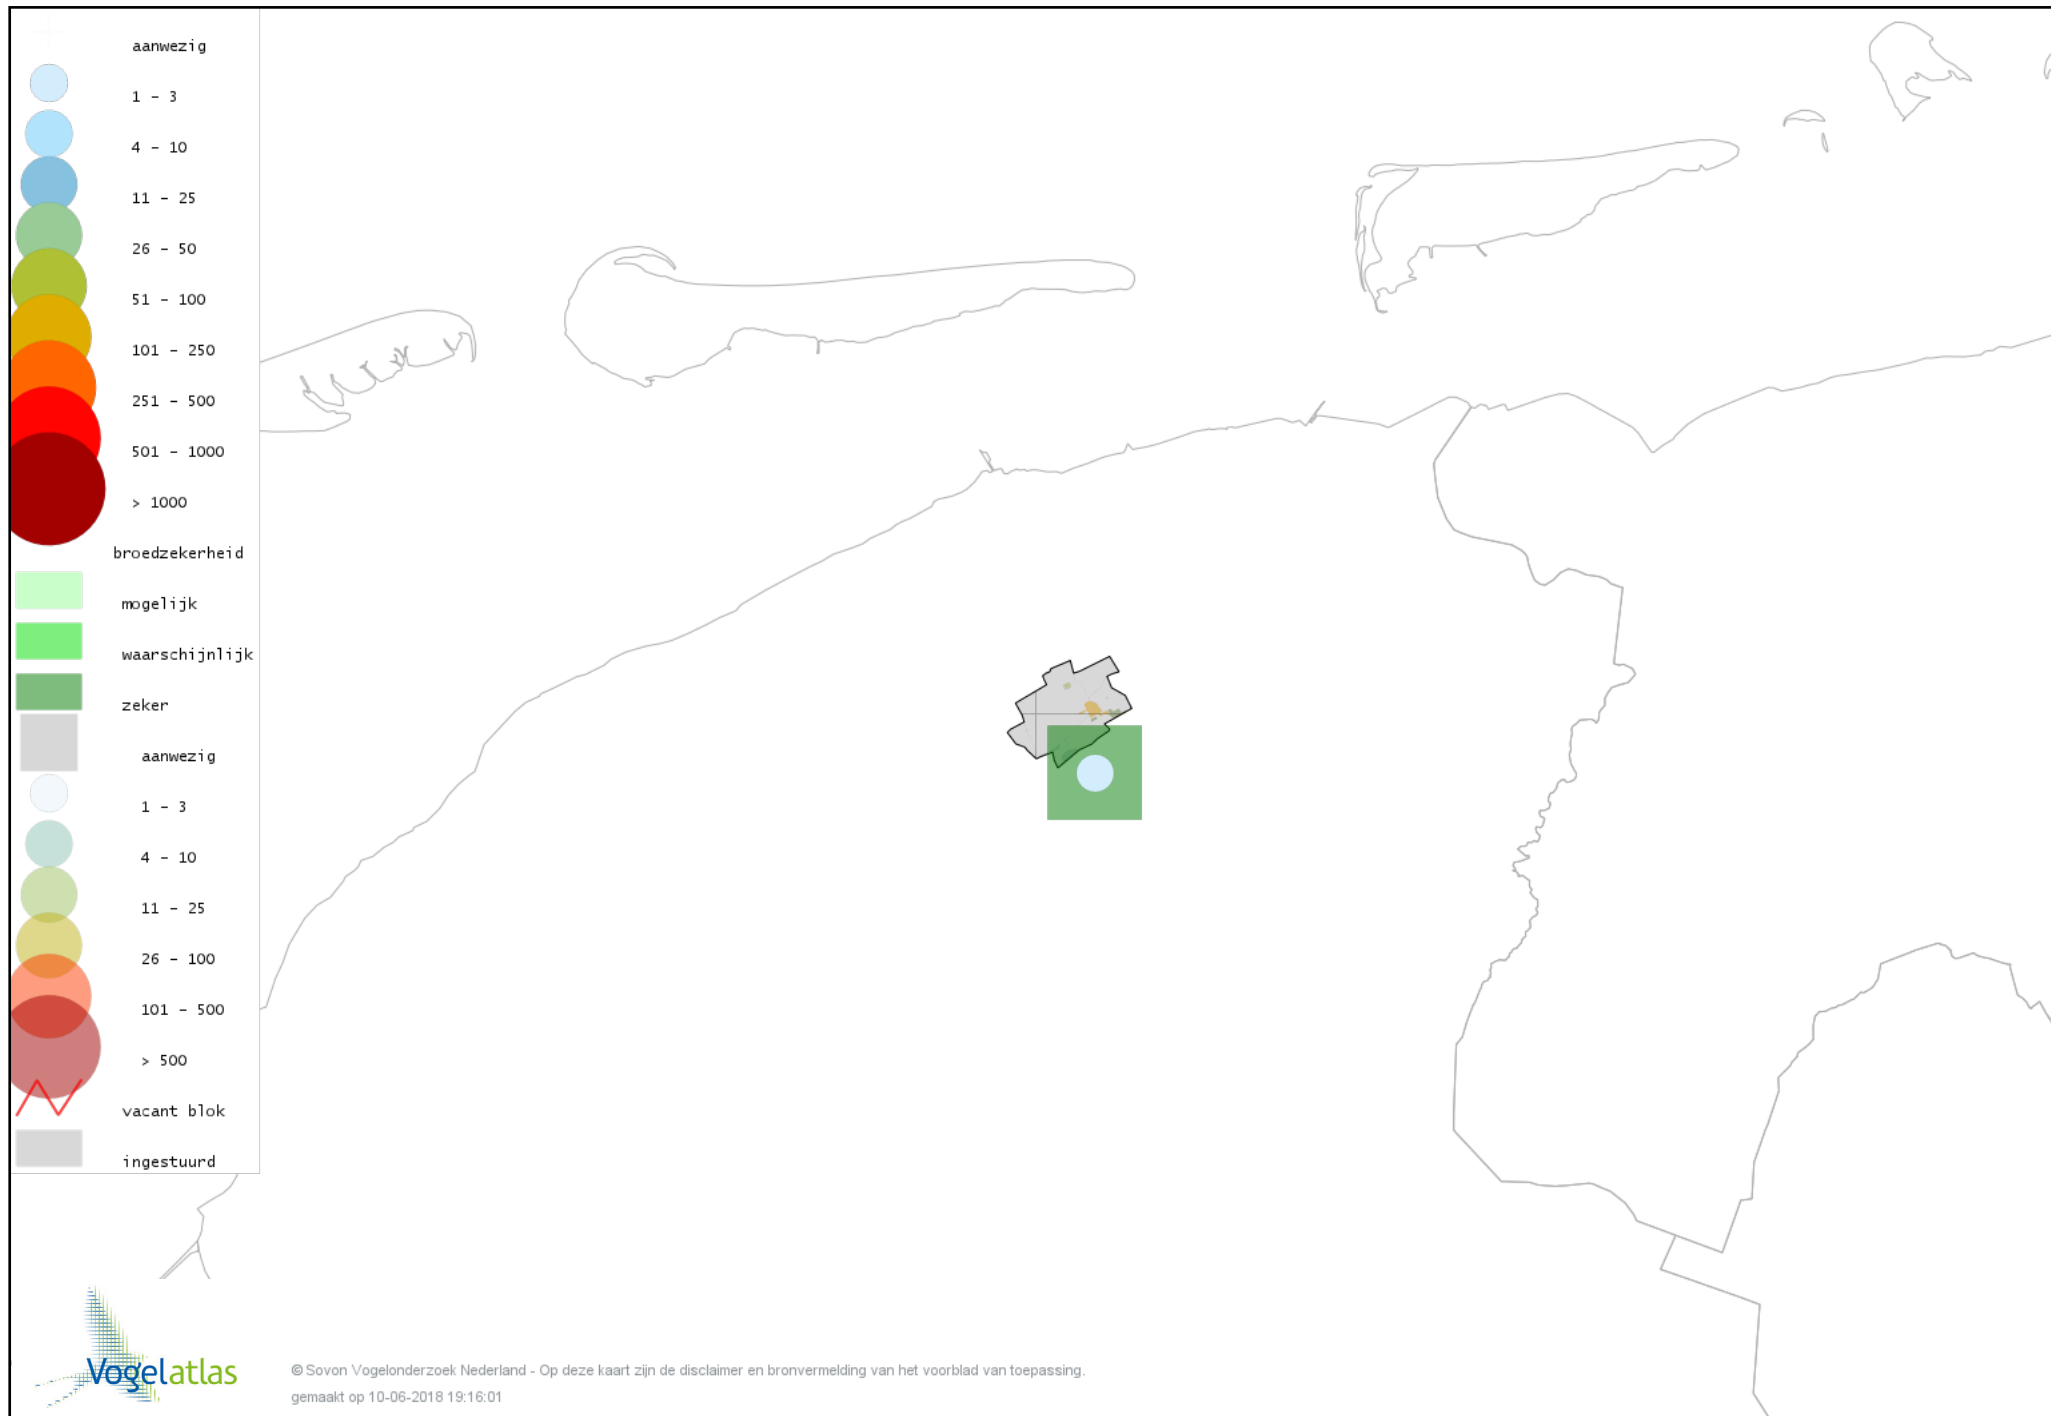 aanwezig
1 - 3
4 - 10
11 - 25
26 - 50
51 - 100
101 - 250
251 - 500
501 - 1000
> 1000
broedzekerheid
mogelijk
waarschijnlijk
zeker
aanwezig
1 - 3
4 - 10
11 - 25
26 - 100
101 - 500
> 500
vacant blok
ingestuurd
Vogelatlas
© Sovon Vogelonderzoek Nederland - Op deze kaart zijn de disclaimer en bronvermelding van het voorblad van toepassing.
gemaakt op 10-06-2018 19:16:01